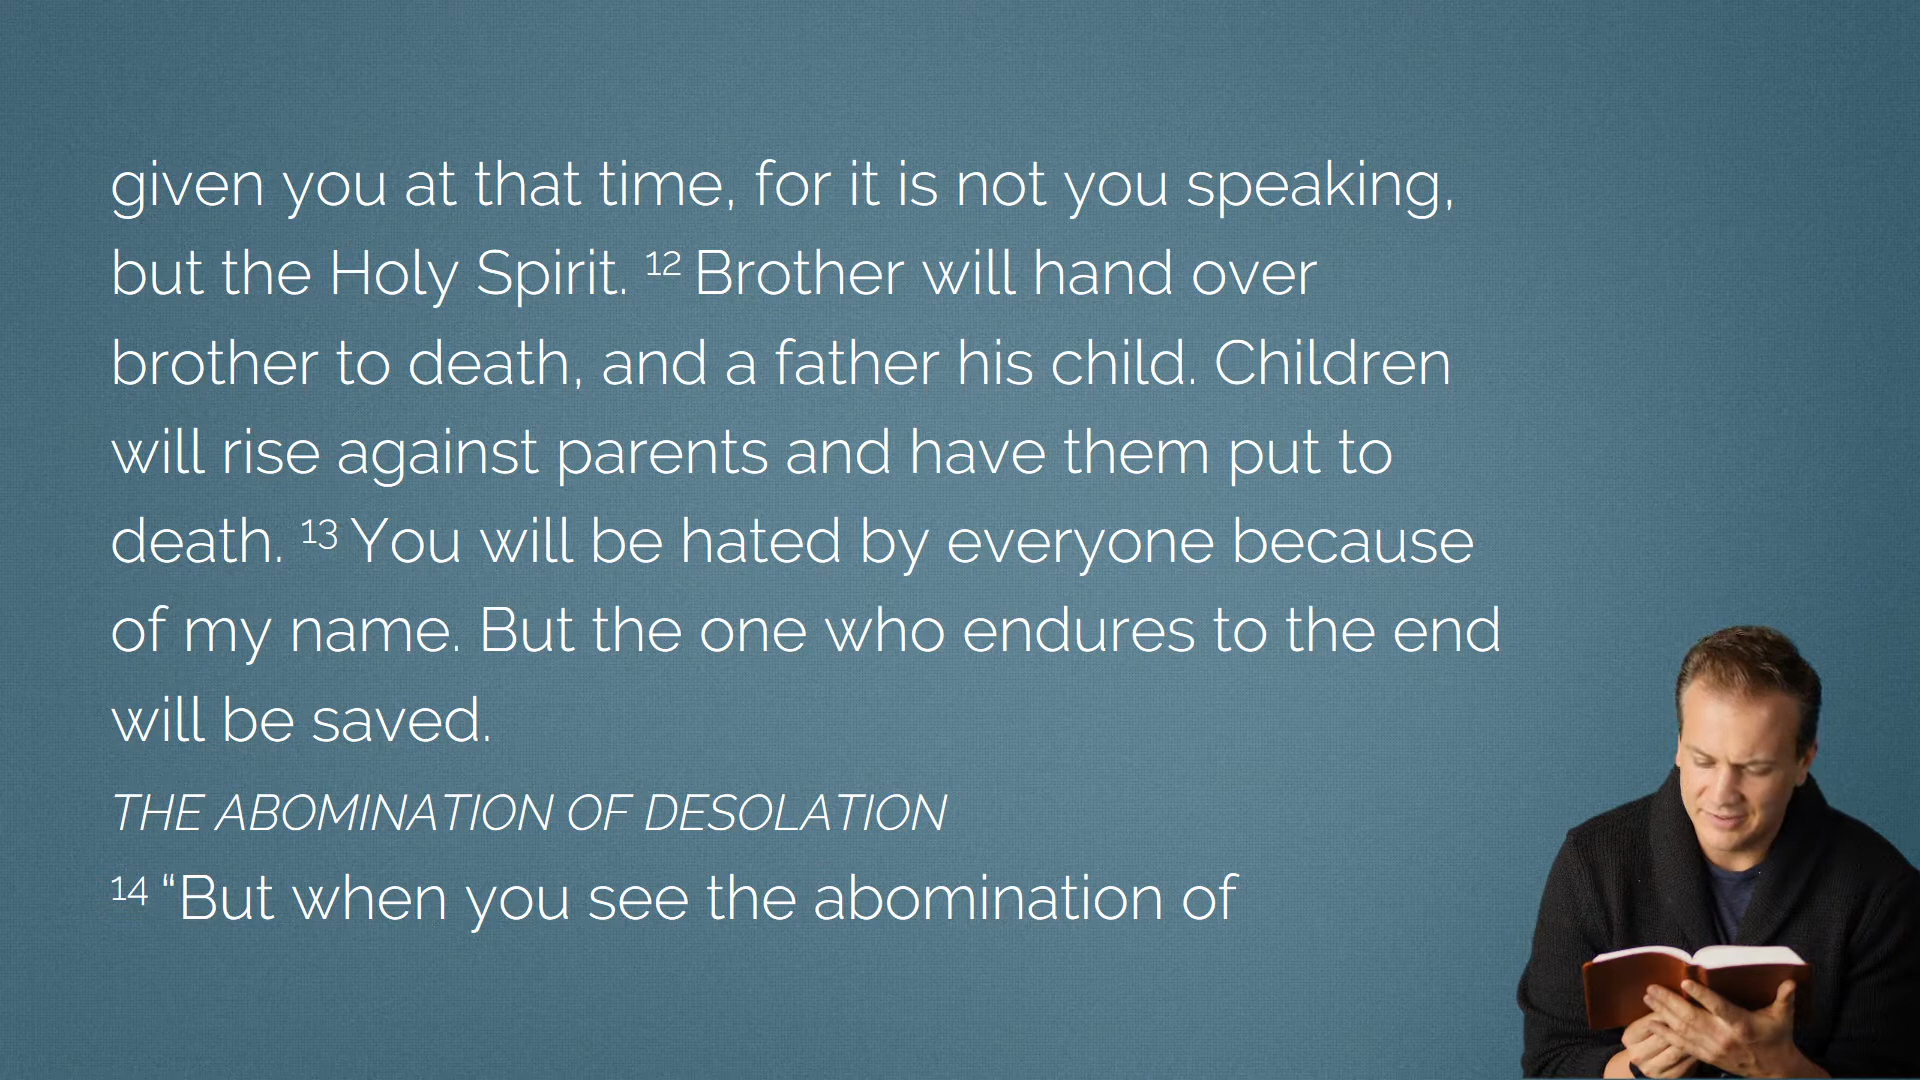 given you at that time, for it is not you speaking,
but the Holy Spirit. 12 Brother will hand over
brother to death, and a father his child. Children
will rise against parents and have them put to
death. 13 You will be hated by everyone because
of my name. But the one who endures to the end
will be saved.
THE ABOMINATION OF DESOLATION
14 “But when you see the abomination of